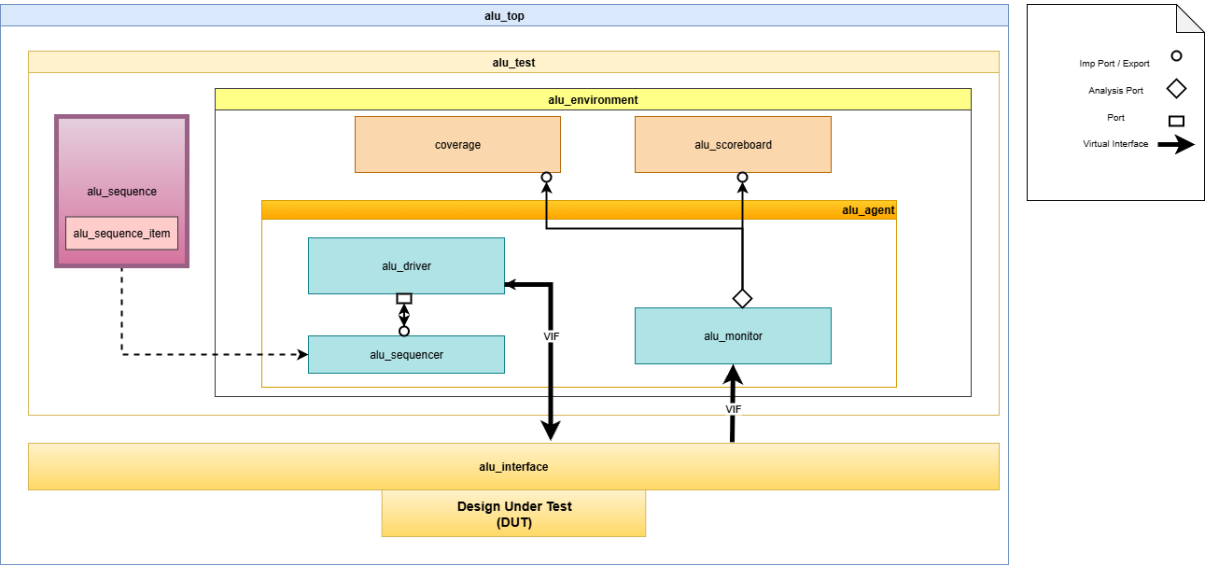 alu_top
alu_test
alu_environment
coverage
alu_scoreboard
alu_sequence
alu_sequence_item
alu_agent
alu_driver
alu_sequencer
alu_monitor
VIF
VIF
alu_interface
Design Under Test
(DUT)
Imp Port / Export
Analysis Port
Port
Virtual Interface